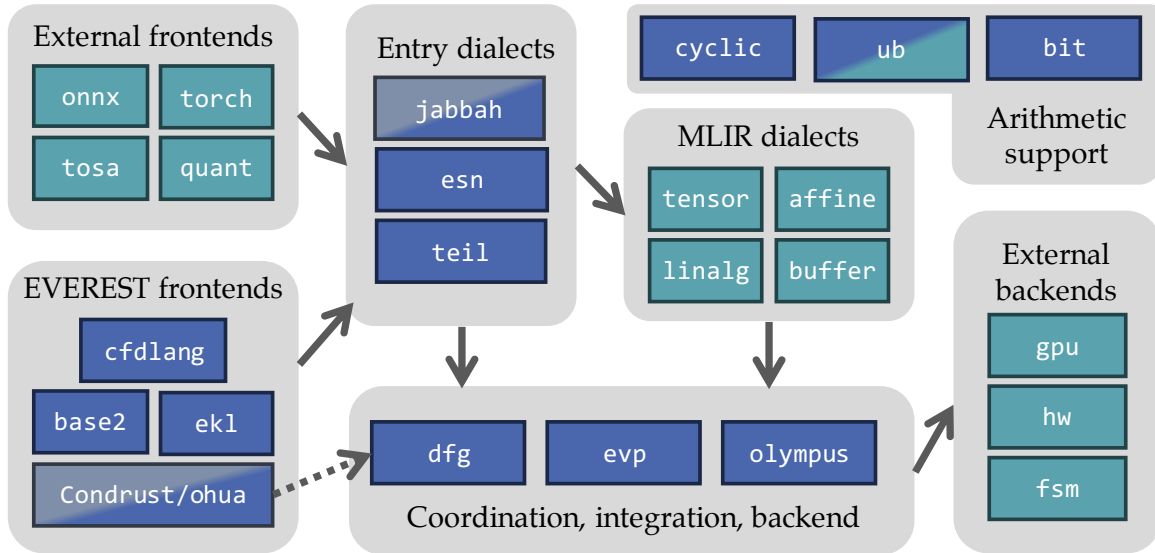 External frontends
onnx
torch
tosa
quant
Entry dialects
jabbah
esn
teil
cyclic
ub
bit
Arithmetic
support
MLIR dialects
tensor
affine
linalg
buffer
EVEREST frontends
cfdlang
base2
ekl
Condrust/ohua
dfg
evp
olympus
Coordination, integration, backend
External
backends
gpu
hw
fsm